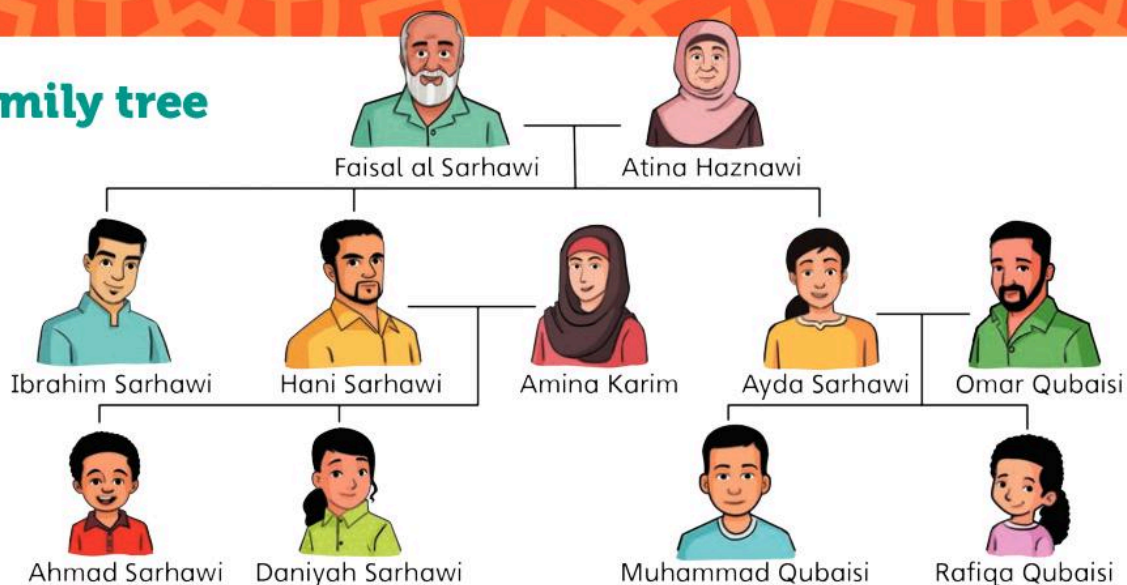 mily tree
Faisal al Sarhawi
Atina Haznawi
Ibrahim Sarhawi
Hani Sarhawi
Amina Karim
Ayda Sarhawi
Omar Qubaisi
Ahmad Sarhawi
Daniyah Sarhawi
Muhammad Qubaisi
Rafiqa Qubaisi